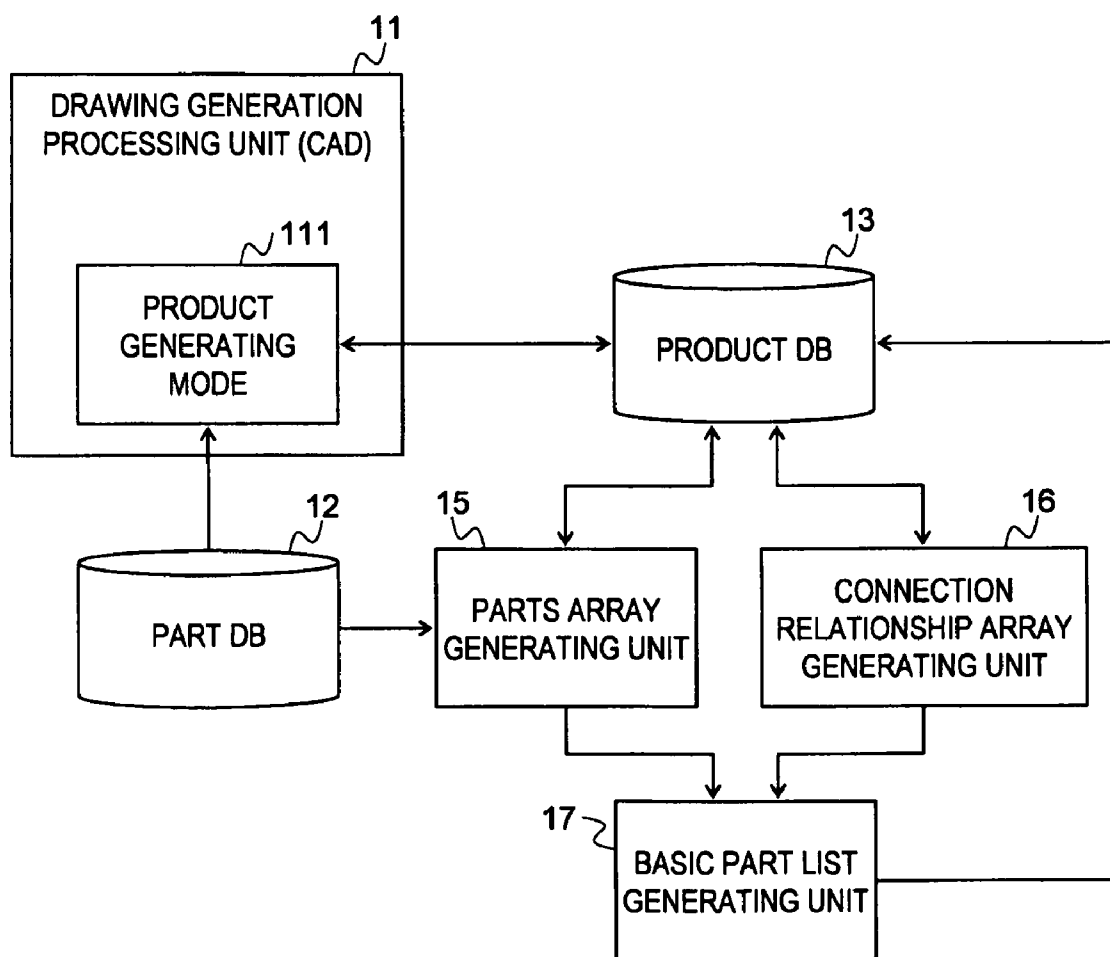 11
DRAWING GENERATION
PROCESSING UNIT (CAD)
111
PRODUCT
GENERATING
MODE
13
PRODUCT DB
12
PART DB
15
PARTS ARRAY
GENERATING UNIT
16
CONNECTION
RELATIONSHIP ARRAY
GENERATING UNIT
17
BASIC PART LIST
GENERATING UNIT